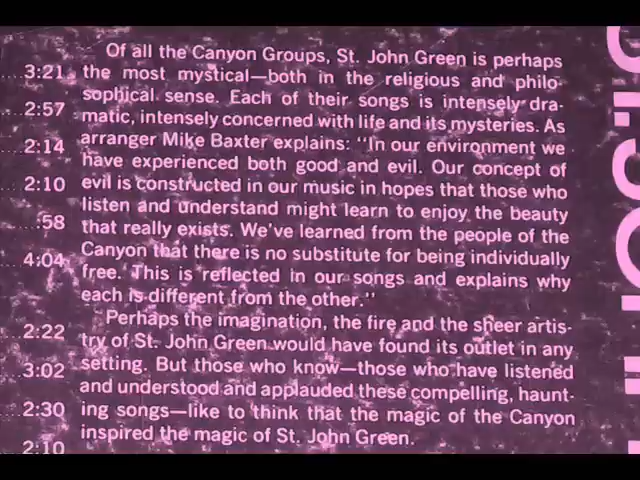 Of all the Canyon Groups, St. John Green is perhaps
...3:21 the most mystical—both in the religious and philo-
sophical sense. Each of their songs is intensely dra-
...2:57 matic, intensely concerned with life and its mysteries. As
...2:14 arranger Mike Baxter explains: "In our environment we
have experienced both good and evil. Our concept of
...2:10 evil is constructed in our music in hopes that those who
listen and understand might learn to enjoy the beauty
...:58 that really exists. We've learned from the people of the
...4:04 Canyon that there is no substitute for being individually
free. This is reflected in our songs and explains why
each is different from the other."
Perhaps the imagination, the fire and the sheer artis-
...2:22 try of St. John Green would have found its outlet in any
...3:02 setting. But those who know—those who have listened
and understood and applauded these compelling, haunt-
...2:30 ing songs—like to think that the magic of the Canyon
inspired the magic of St. John Green.
2:10